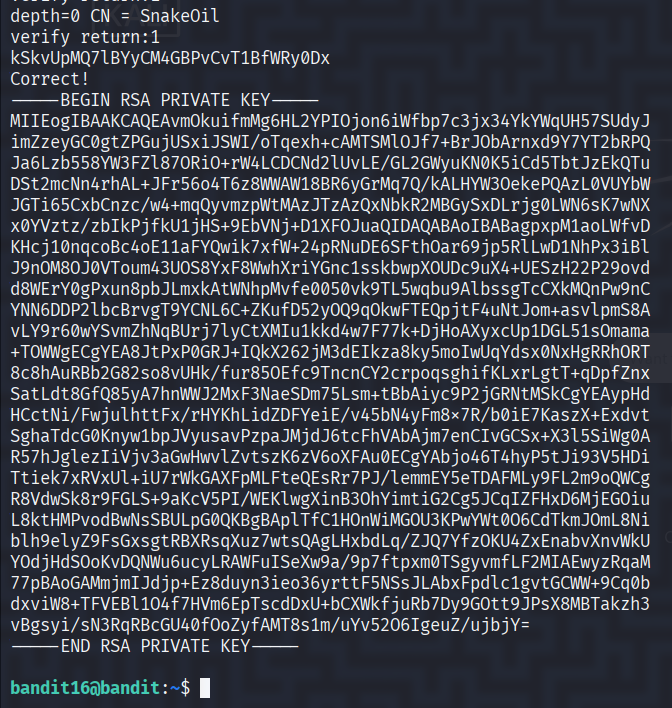 depth=0 CN = SnakeOil
verify return:1
kSkvUpMQ7lBYyCM4GBPvCvT1BfWRy0Dx
Correct!
-----BEGIN RSA PRIVATE KEY-----
MIIEogIBAAKCAQEAvmOkuifmMg6HL2YPIOjon6iWfbp7c3jx34YkYWqUH57SUdyJ
imZzeyGC0gtZPGujUSxiJSWI/oTqexh+cAMTSMlOJf7+BrJObArnxd9Y7YT2bRPQ
Ja6Lzb558YW3FZl87ORiO+rW4LCDCNd2lUvLE/GL2GWyuKN0K5iCd5TbtJzEkQTu
DSt2mcNn4rhAL+JFr56o4T6z8WWAW18BR6yGrMq7Q/kALHYW3OekePQAzL0VUYbW
JGTi65CxbCnzc/w4+mqQyvmzpWtMAzJTzAzQxNbkR2MBGySxDLrjg0LWN6sK7wNX
x0YVztz/zbIkPjfkU1jHS+9EbVNj+D1XFOJuaQIDAQABAoIBABagpxpM1aoLWfvD
KHcj10nqcoBc4oE11aFYQwik7xfW+24pRNuDE6SFthOar69jp5RlLwD1NhPx3iBl
J9nOM8OJ0VToum43UOS8YxF8WwhXriYGnc1sskbwpXOUDc9uX4+UESzH22P29ovd
d8WErY0gPxun8pbJLmxkAtWNhpMvfe0050vk9TL5wqbu9AlbssgTcCXkMQnPw9nC
YNN6DDP2lbcBrvgT9YCNL6C+ZKufD52yOQ9qOkwFTEQpjtF4uNtJom+asvlpmS8A
vLY9r60wYSvmZhNqBUrj7lyCtXMIu1kkd4w7F77k+DjHoAXyxcUp1DGL51sOmama
+TOWWgECgYEA8JtPxP0GRJ+IQkX262jM3dEIkza8ky5moIwUqYdsx0NxHgRRhORT
8c8hAuRBb2G82so8vUHk/fur85OEfc9TncnCY2crpoqsghifKLxrLgtT+qDpfZnx
SatLdt8GfQ85yA7hnWWJ2MxF3NaeSDm75Lsm+tBbAiyc9P2jGRNtMSkCgYEAypHd
HCctNi/FwjulhttFx/rHYKhLidZDFYeiE/v45bN4yFm8x7R/b0iE7KaszX+Exdvt
SghaTdcG0Knyw1bpJVyusavPzpaJMjdJ6tcFhVAbAjm7enCIvGCSx+X3l5SiWg0A
R57hJglezIiVjv3aGwHwvlZvtszK6zV6oXFAu0ECgYAbjo46T4hyP5tJi93V5HDi
Ttiek7xRVxUl+iU7rWkGAXFpMLFteQEsRr7PJ/lemmEY5eTDAFMLy9FL2m9oQWCg
R8VdwSk8r9FGLS+9aKcV5PI/WEKlwgXinB3OhYimtiG2Cg5JCqIZFHxD6MjEGOiu
L8ktHMPvodBwNsSBULpG0QKBgBAplTfC1HOnWiMGOU3KPwYWt0O6CdTkmJOmL8Ni
blh9elyZ9FsGxsgtRBXRsqXuz7wtsQAgLHxbdLq/ZJQ7YfzOKU4ZxEnabvXnvWkU
YOdjHdSOoKvDQNWu6ucyLRAWFuISeXw9a/9p7ftpxm0TSgyvmfLF2MIAEwyzRqaM
77pBAoGAMmjmIJdjp+Ez8duyn3ieo36yrttF5NSsJLAbxFpdlc1gvtGCWW+9Cq0b
dxviW8+TFVEBl1O4f7HVm6EpTscdDxU+bCXWkfjuRb7Dy9GOtt9JPsX8MBTakzh3
vBgsyi/sN3RqRBcGU40fOoZyfAMT8s1m/uYv52O6IgeuZ/ujbjY=
-----END RSA PRIVATE KEY-----
bandit16@bandit:~$